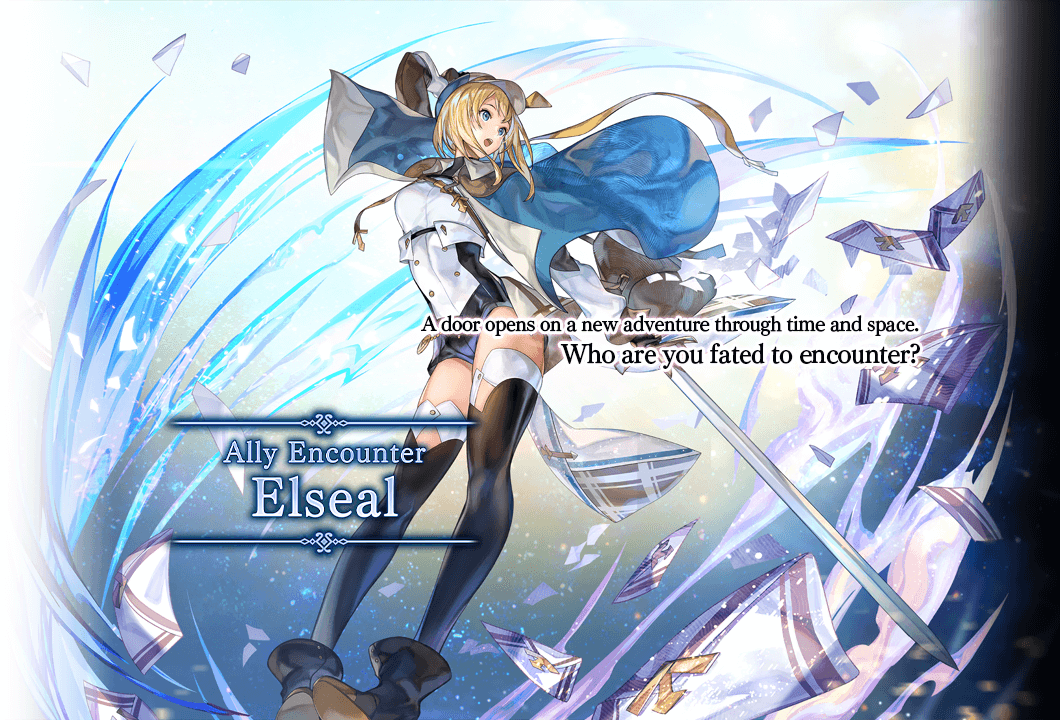 A door opens on a new adventure through time and space.
Who are you fated to encounter?
Ally Encounter
Elseal